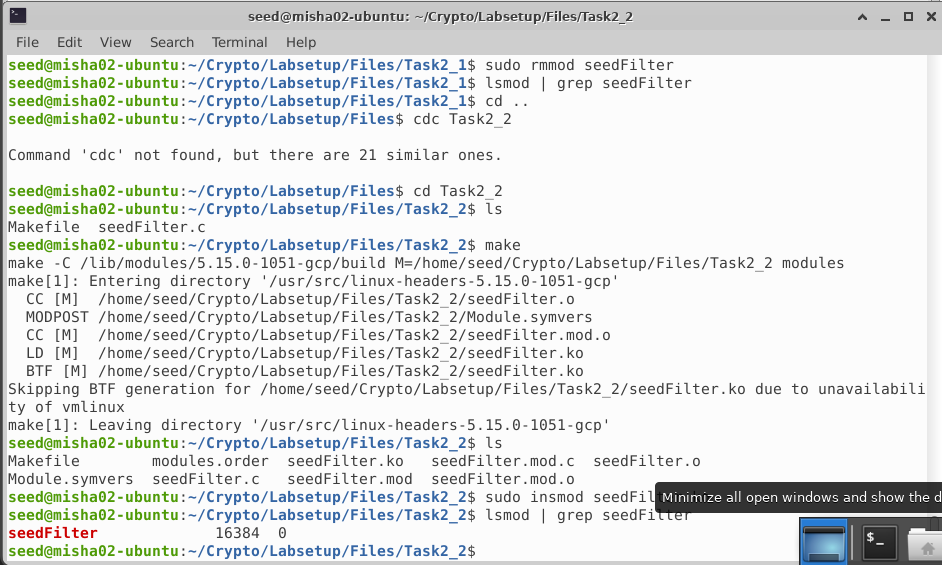 seed@misha02-ubuntu: ~/Crypto/Labsetup/Files/Task2_2
File Edit View Search Terminal Help
seed@misha02-ubuntu:~/Crypto/Labsetup/Files/Task2_1$ sudo rmmod seedFilter
seed@misha02-ubuntu:~/Crypto/Labsetup/Files/Task2_1$ lsmod | grep seedFilter
seed@misha02-ubuntu:~/Crypto/Labsetup/Files/Task2_1$ cd ..
seed@misha02-ubuntu:~/Crypto/Labsetup/Files$ cdc Task2_2
Command 'cdc' not found, but there are 21 similar ones.
seed@misha02-ubuntu:~/Crypto/Labsetup/Files$ cd Task2_2
seed@misha02-ubuntu:~/Crypto/Labsetup/Files/Task2_2$ ls
Makefile  seedFilter.c
seed@misha02-ubuntu:~/Crypto/Labsetup/Files/Task2_2$ make
make -C /lib/modules/5.15.0-1051-gcp/build M=/home/seed/Crypto/Labsetup/Files/Task2_2 modules
make[1]: Entering directory '/usr/src/linux-headers-5.15.0-1051-gcp'
  CC [M]  /home/seed/Crypto/Labsetup/Files/Task2_2/seedFilter.o
  MODPOST /home/seed/Crypto/Labsetup/Files/Task2_2/Module.symvers
  CC [M]  /home/seed/Crypto/Labsetup/Files/Task2_2/seedFilter.mod.o
  LD [M]  /home/seed/Crypto/Labsetup/Files/Task2_2/seedFilter.ko
  BTF [M] /home/seed/Crypto/Labsetup/Files/Task2_2/seedFilter.ko
Skipping BTF generation for /home/seed/Crypto/Labsetup/Files/Task2_2/seedFilter.ko due to unavailabili
ty of vmlinux
make[1]: Leaving directory '/usr/src/linux-headers-5.15.0-1051-gcp'
seed@misha02-ubuntu:~/Crypto/Labsetup/Files/Task2_2$ ls
Makefile        modules.order  seedFilter.ko   seedFilter.mod.c  seedFilter.o
Module.symvers  seedFilter.c   seedFilter.mod  seedFilter.mod.o
seed@misha02-ubuntu:~/Crypto/Labsetup/Files/Task2_2$ sudo insmod seedFil
Minimize all open windows and show the d
seed@misha02-ubuntu:~/Crypto/Labsetup/Files/Task2_2$ lsmod | grep seedFilter
seedFilter             16384  0
seed@misha02-ubuntu:~/Crypto/Labsetup/Files/Task2_2$
$_